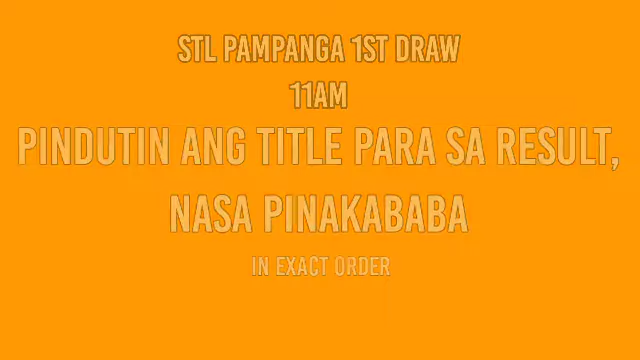 STL PAMPANGA 1ST DRAW
11AM
PINDUTIN ANG TITLE PARA SA RESULT,
NASA PINAKABABA
IN EXACT ORDER